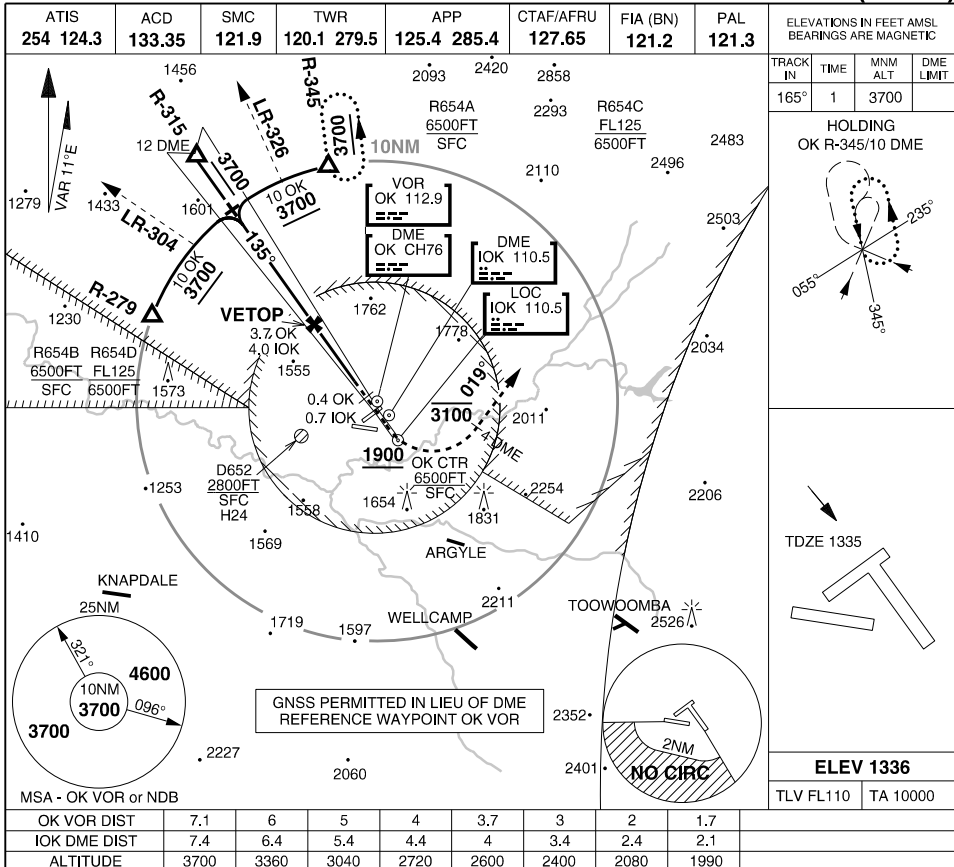 ATIS ACD SMC TWR APP CTAF/AFRU FIA (BN) PAL
254 124.3 133.35 121.9 120.1 279.5 125.4 285.4 127.65 121.2 121.3
ELEVATIONS IN FEET AMSL
BEARINGS ARE MAGNETIC
TRACK IN TIME MNM ALT DME LIMIT
165° 1 3700
HOLDING
OK R-345/10 DME
235°
055°
345°
1456
2093
2420
2858
R-315
LR-326
R-345
3700
12 DME
3700
R654A
6500FT
SFC
2293
R654C
FL125
6500FT
2483
10NM
2110
2496
VAR 11°E
1279
1433
1601
10 OK
3700
LR-304
135°
VOR
OK 112.9
DME
OK CH76
DME
IOK 110.5
LOC
IOK 110.5
2503
R-279
10 OK
3700
1230
VETOP
3.7 OK
4.0 IOK
1762
1778
2034
R654B R654D
6500FT FL125
SFC 6500FT
1573
1555
0.4 OK
0.7 IOK
019°
3100
2011
4 DME
1900
OK CTR
6500FT
SFC
D652
2800FT
SFC
H24
1253
1558
1654
1831
2254
2206
1410
1569
ARGYLE
TDZE 1335
KNAPDALE
25NM
2211
1719
1597
WELLCAMP
TOOWOOMBA
2526
321°
4600
10NM
3700
096°
3700
GNSS PERMITTED IN LIEU OF DME
REFERENCE WAYPOINT OK VOR
2352
2NM
NO CIRC
2227
2060
2401
MSA - OK VOR or NDB
ELEV 1336
TLV FL110 TA 10000
OK VOR DIST 7.1 6 5 4 3.7 3 2 1.7
IOK DME DIST 7.4 6.4 5.4 4.4 4 3.4 2.4 2.1
ALTITUDE 3700 3360 3040 2720 2600 2400 2080 1990